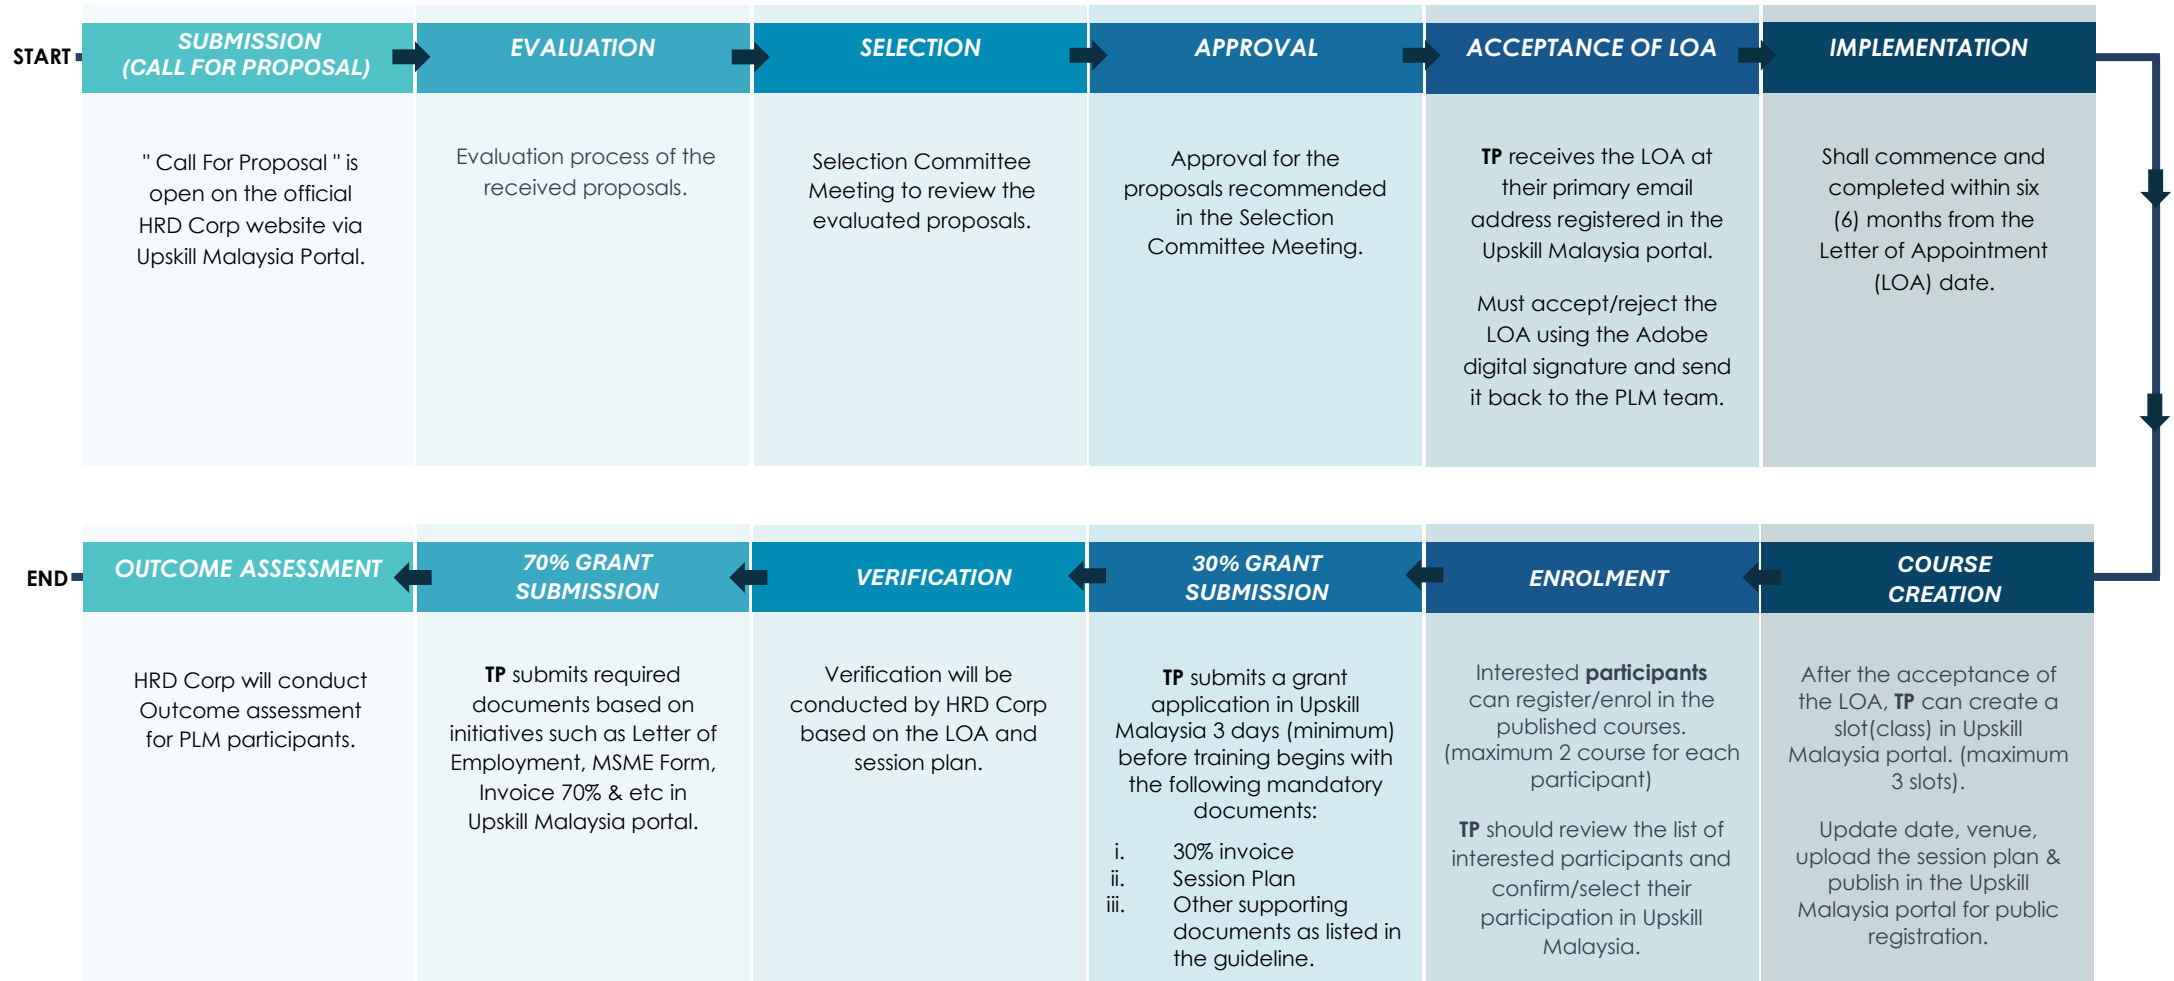 START
SUBMISSION
(CALL FOR PROPOSAL)
" Call For Proposal " is
open on the official
HRD Corp website via
Upskill Malaysia Portal.
EVALUATION
Evaluation process of the
received proposals.
SELECTION
Selection Committee
Meeting to review the
evaluated proposals.
APPROVAL
Approval for the
proposals recommended
in the Selection
Committee Meeting.
ACCEPTANCE OF LOA
TP receives the LOA at
their primary email
address registered in the
Upskill Malaysia portal.
Must accept/reject the
LOA using the Adobe
digital signature and send
it back to the PLM team.
IMPLEMENTATION
Shall commence and
completed within six
(6) months from the
Letter of Appointment
(LOA) date.
COURSE
CREATION
After the acceptance of
the LOA, TP can create a
slot(class) in Upskill
Malaysia portal. (maximum
3 slots).
Update date, venue,
upload the session plan &
publish in the Upskill
Malaysia portal for public
registration.
ENROLMENT
Interested participants
can register/enrol in the
published courses.
(maximum 2 course for each
participant)
TP should review the list of
interested participants and
confirm/select their
participation in Upskill
Malaysia.
30% GRANT
SUBMISSION
TP submits a grant
application in Upskill
Malaysia 3 days (minimum)
before training begins with
the following mandatory
documents:
i. 30% invoice
ii. Session Plan
iii. Other supporting
documents as listed in
the guideline.
VERIFICATION
Verification will be
conducted by HRD Corp
based on the LOA and
session plan.
70% GRANT
SUBMISSION
TP submits required
documents based on
initiatives such as Letter of
Employment, MSME Form,
Invoice 70% & etc in
Upskill Malaysia portal.
OUTCOME ASSESSMENT
HRD Corp will conduct
Outcome assessment
for PLM participants.
END